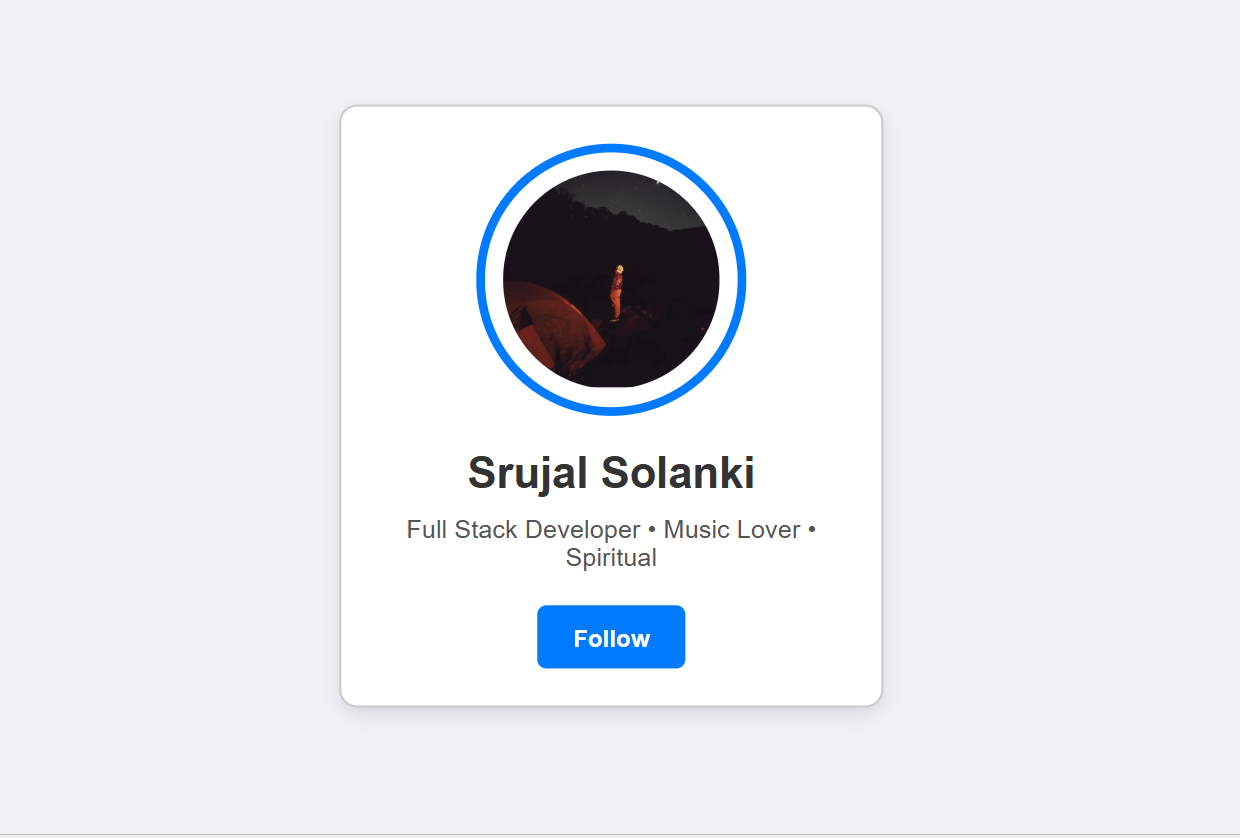 Srujal Solanki
Full Stack Developer • Music Lover •
Spiritual
Follow